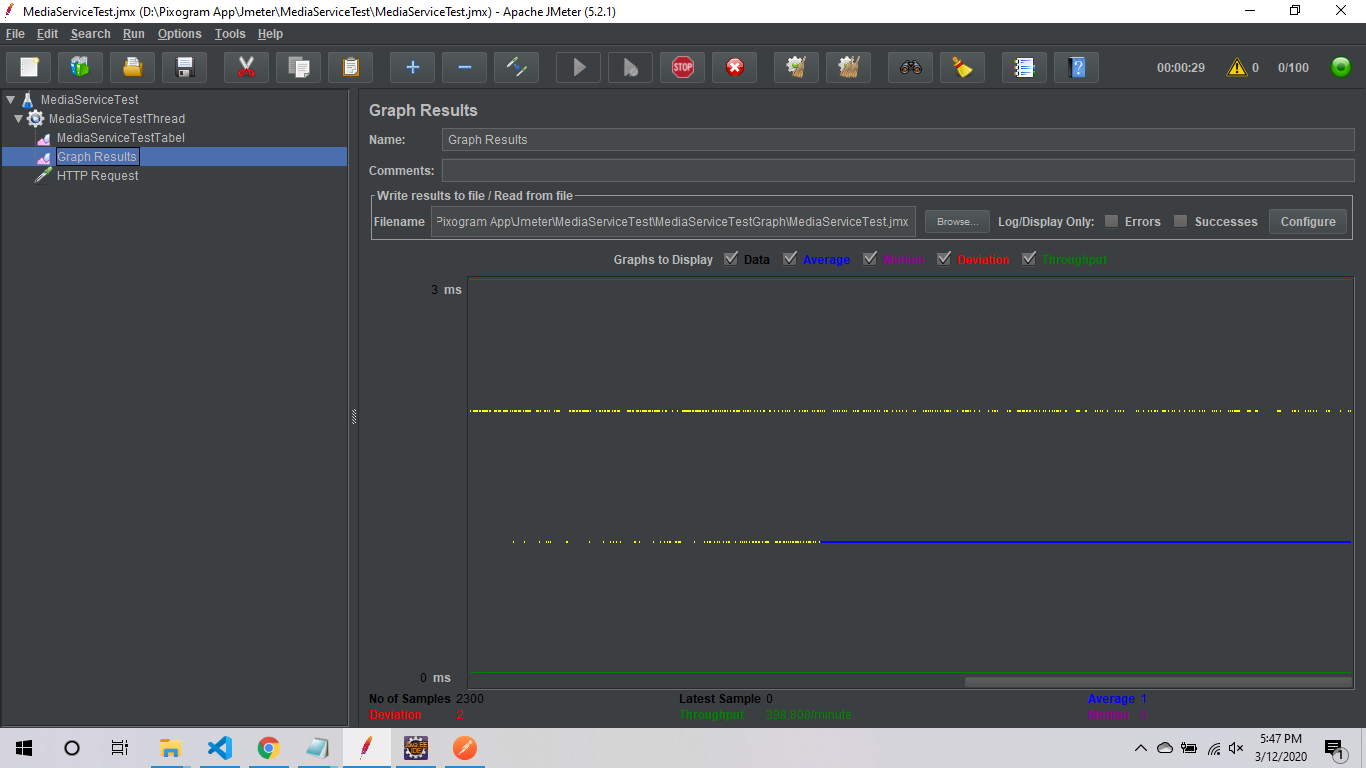 MediaServiceTest.jmx (D:\Pixogram App\Jmeter\MediaServiceTest\MediaServiceTest.jmx) - Apache JMeter (5.2.1)
File Edit Search Run Options Tools Help
STOP 00:00:29 0 0/100
MediaServiceTest
MediaServiceTestThread
MediaServiceTestTabel
Graph Results
HTTP Request
Graph Results
Name: Graph Results
Comments:
Write results to file / Read from file
Filename Pixogram App\Jmeter\MediaServiceTest\MediaServiceTestGraph\MediaServiceTest.jmx Browse... Log/Display Only: Errors Successes Configure
Graphs to Display Data Average Median Deviation Throughput
3 ms
0 ms
No of Samples 2300 Latest Sample 0 Average 1
Deviation 2 Throughput Median
Java EE
IDE
5:47 PM
3/12/2020
1